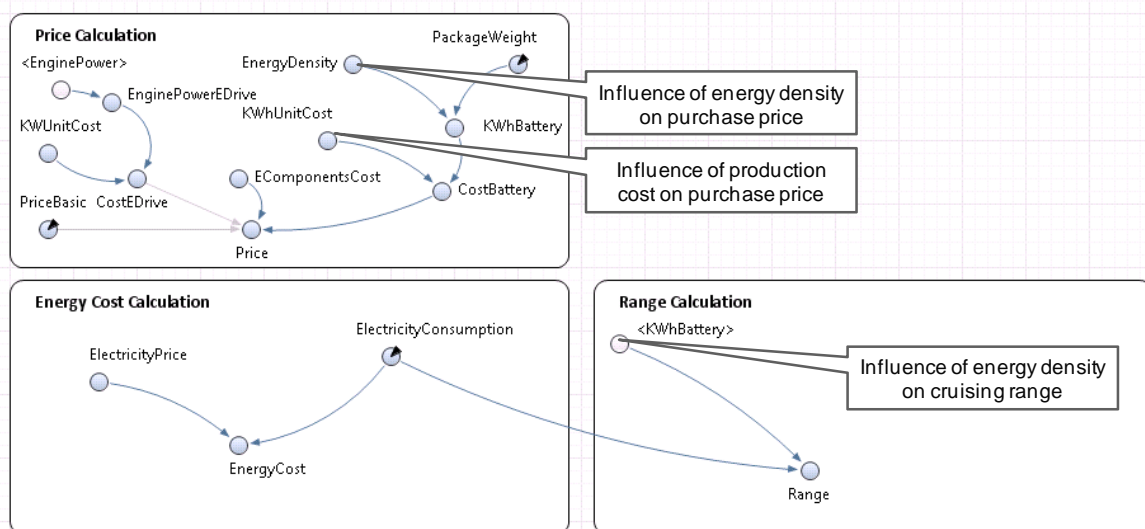 Price Calculation
PackageWeight
<EnginePower>
EnergyDensity
EnginePowerEDrive
KWhUnitCost
KWUnitCost
KWhBattery
EComponentsCost
CostBattery
PriceBasic
CostEDrive
Price
Influence of energy density
on purchase price
Influence of production
cost on purchase price
Energy Cost Calculation
ElectricityConsumption
ElectricityPrice
EnergyCost
Range Calculation
<KWhBattery>
Influence of energy density
on cruising range
Range